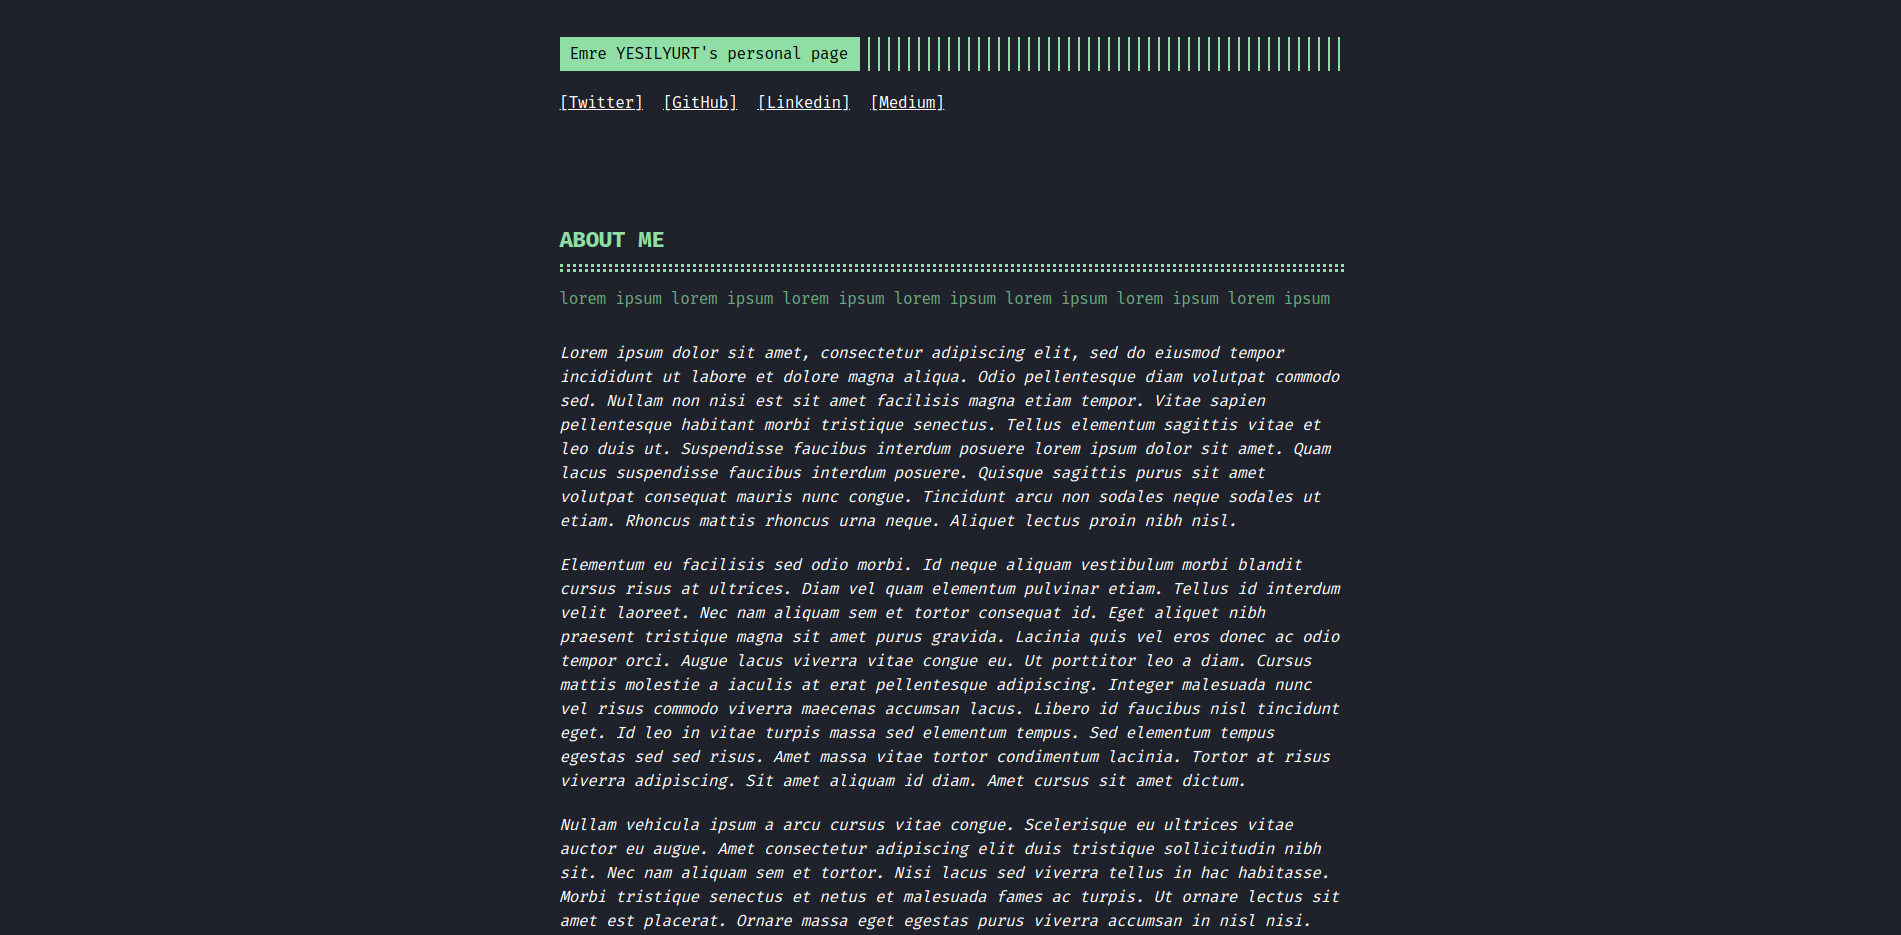 Emre YESILYURT's personal page
[Twitter] [GitHub] [Linkedin] [Medium]
ABOUT ME
lorem ipsum lorem ipsum lorem ipsum lorem ipsum lorem ipsum lorem ipsum lorem ipsum
Lorem ipsum dolor sit amet, consectetur adipiscing elit, sed do eiusmod tempor
incididunt ut labore et dolore magna aliqua. Odio pellentesque diam volutpat commodo
sed. Nullam non nisi est sit amet facilisis magna etiam tempor. Vitae sapien
pellentesque habitant morbi tristique senectus. Tellus elementum sagittis vitae et
leo duis ut. Suspendisse faucibus interdum posuere lorem ipsum dolor sit amet. Quam
lacus suspendisse faucibus interdum posuere. Quisque sagittis purus sit amet
volutpat consequat mauris nunc congue. Tincidunt arcu non sodales neque sodales ut
etiam. Rhoncus mattis rhoncus urna neque. Aliquet lectus proin nibh nisl.
Elementum eu facilisis sed odio morbi. Id neque aliquam vestibulum morbi blandit
cursus risus at ultrices. Diam vel quam elementum pulvinar etiam. Tellus id interdum
velit laoreet. Nec nam aliquam sem et tortor consequat id. Eget aliquet nibh
praesent tristique magna sit amet purus gravida. Lacinia quis vel eros donec ac odio
tempor orci. Augue lacus viverra vitae congue eu. Ut porttitor leo a diam. Cursus
mattis molestie a iaculis at erat pellentesque adipiscing. Integer malesuada nunc
vel risus commodo viverra maecenas accumsan lacus. Libero id faucibus nisl tincidunt
eget. Id leo in vitae turpis massa sed elementum tempus. Sed elementum tempus
egestas sed sed risus. Amet massa vitae tortor condimentum lacinia. Tortor at risus
viverra adipiscing. Sit amet aliquam id diam. Amet cursus sit amet dictum.
Nullam vehicula ipsum a arcu cursus vitae congue. Scelerisque eu ultrices vitae
auctor eu augue. Amet consectetur adipiscing elit duis tristique sollicitudin nibh
sit. Nec nam aliquam sem et tortor. Nisi lacus sed viverra tellus in hac habitasse.
Morbi tristique senectus et netus et malesuada fames ac turpis. Ut ornare lectus sit
amet est placerat. Ornare massa eget egestas purus viverra accumsan in nisl nisi.